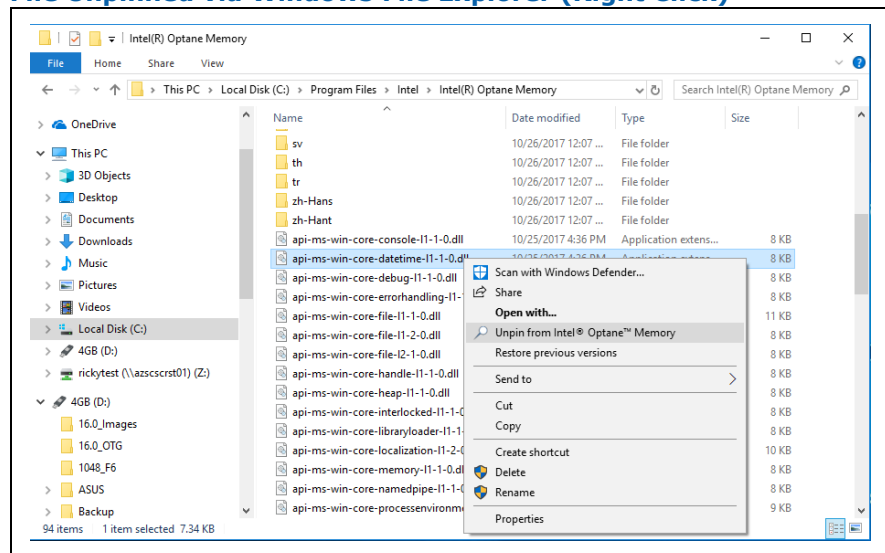 File Unpinned via Windows File Explorer (Right Click)
Intel(R) Optane Memory
File Home Share View
This PC > Local Disk (C:) > Program Files > Intel > Intel(R) Optane Memory
Search Intel(R) Optane Memory
Name Date modified Type Size
OneDrive
This PC
3D Objects
Desktop
Documents
Downloads
Music
Pictures
Videos
Local Disk (C:)
4GB (D:)
rickytest (\\azscscrst01) (Z:)
4GB (D:)
16.0_Images
16.0_OTG
1048_F6
ASUS
Backup
sv 10/26/2017 12:07 ... File folder
th 10/26/2017 12:07 ... File folder
tr 10/26/2017 12:07 ... File folder
zh-Hans 10/26/2017 12:07 ... File folder
zh-Hant 10/26/2017 12:07 ... File folder
api-ms-win-core-console-l1-1-0.dll 10/25/2017 4:36 PM Application extens... 8 KB
api-ms-win-core-datetime-l1-1-0.dll 8 KB
api-ms-win-core-debug-l1-1-0.dll 8 KB
api-ms-win-core-errorhandling-l1- 8 KB
api-ms-win-core-file-l1-1-0.dll 11 KB
api-ms-win-core-file-l1-2-0.dll 8 KB
api-ms-win-core-file-l2-1-0.dll 8 KB
api-ms-win-core-handle-l1-1-0.dll 8 KB
api-ms-win-core-heap-l1-1-0.dll 8 KB
api-ms-win-core-interlocked-l1-1-0 8 KB
api-ms-win-core-libraryloader-l1-1- 8 KB
api-ms-win-core-localization-l1-2-0 10 KB
api-ms-win-core-memory-l1-1-0.dl 8 KB
api-ms-win-core-namedpipe-l1-1-0 8 KB
api-ms-win-core-processenvironm 9 KB
Scan with Windows Defender...
Share
Open with...
Unpin from Intel® Optane™ Memory
Restore previous versions
Send to
Cut
Copy
Create shortcut
Delete
Rename
Properties
94 items 1 item selected 7.34 KB